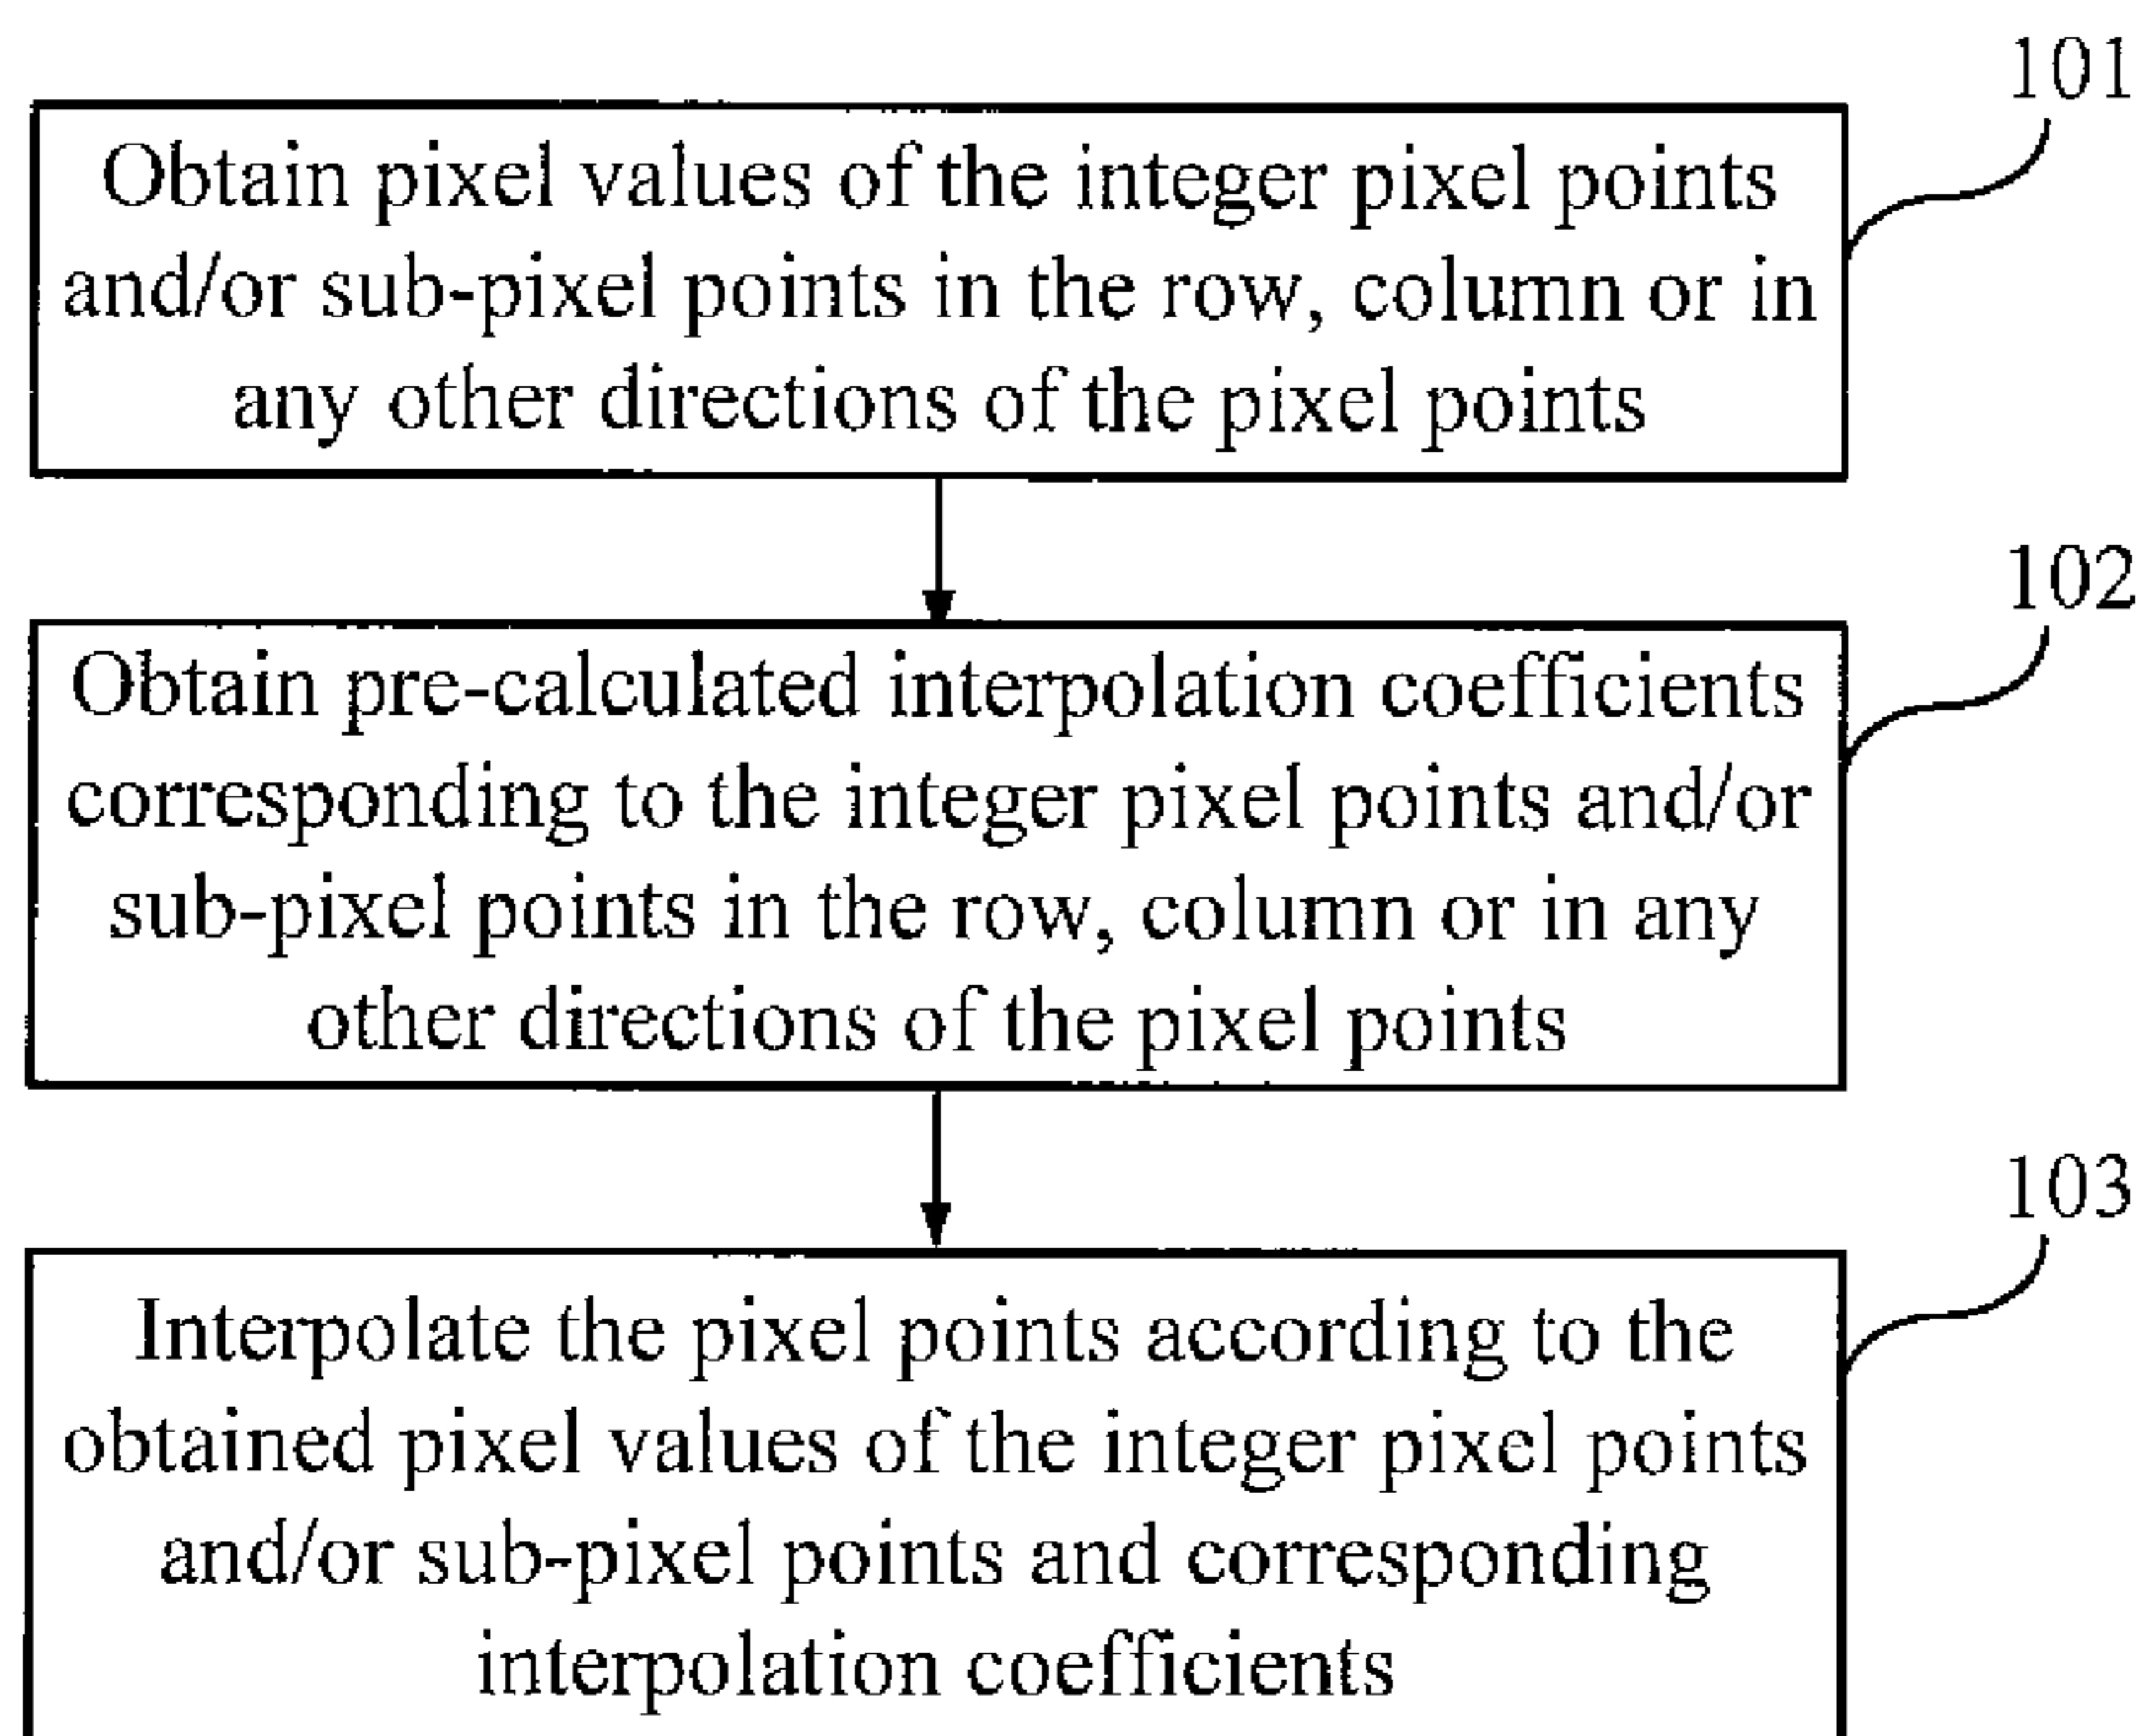 101
Obtain pixel values of the integer pixel points
and/or sub-pixel points in the row, column or in
any other directions of the pixel points
102
Obtain pre-calculated interpolation coefficients
corresponding to the integer pixel points and/or
sub-pixel points in the row, column or in any
other directions of the pixel points
103
Interpolate the pixel points according to the
obtained pixel values of the integer pixel points
and/or sub-pixel points and corresponding
interpolation coefficients